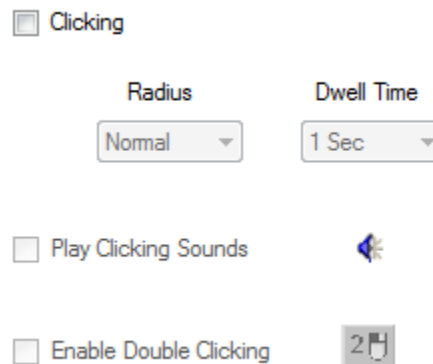 Clicking
Radius Dwell Time
Normal 1 Sec
Play Clicking Sounds
Enable Double Clicking 2